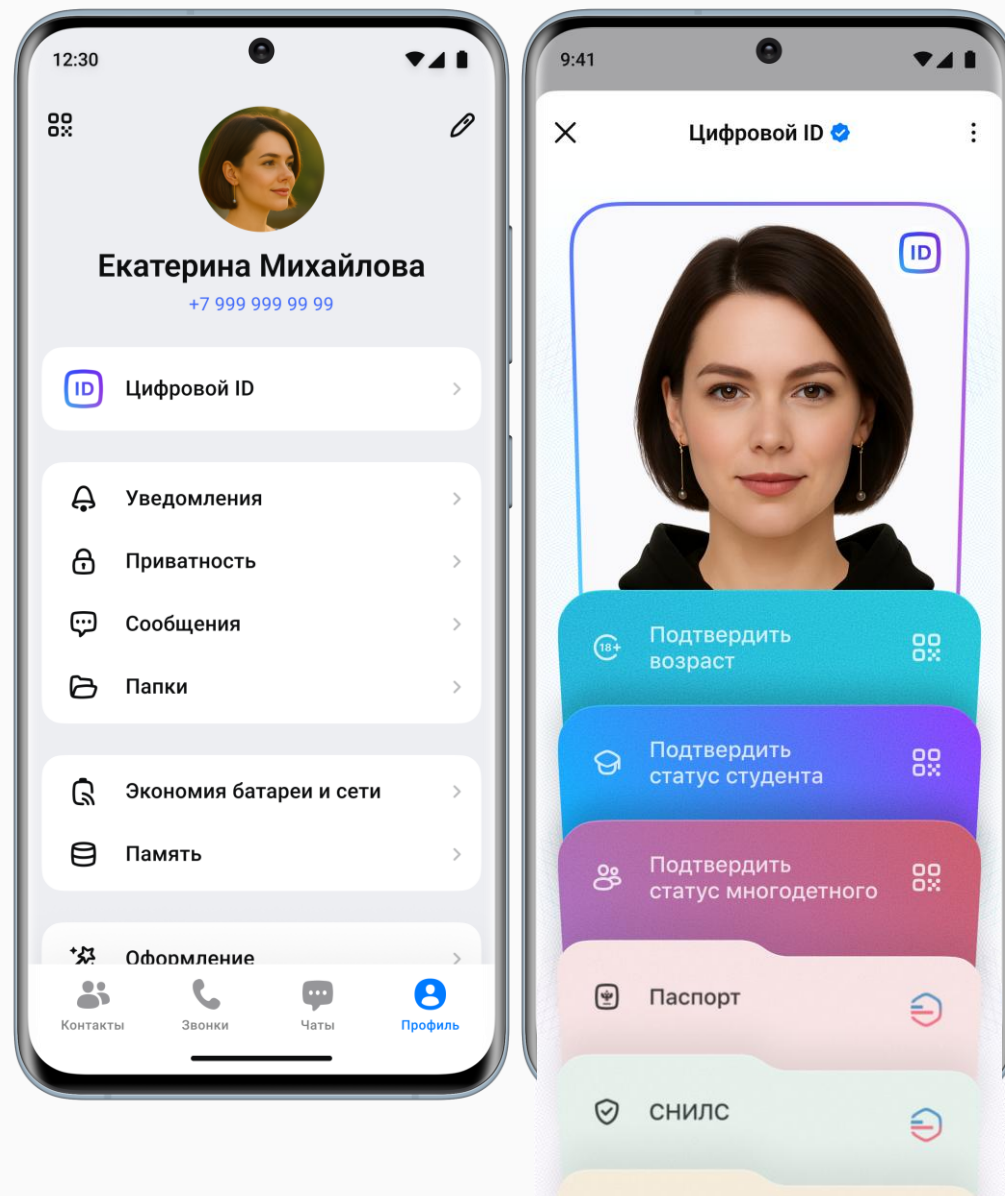 12:30
Екатерина Михайлова
+7 999 999 99 99
ID
Цифровой ID
Уведомления
Приватность
Сообщения
Папки
Экономия батареи и сети
Память
Оформление
Контакты
Звонки
Чаты
Профиль
9:41
Цифровой ID
ID
18+
Подтвердить
возраст
Подтвердить
статус студента
Подтвердить
статус многодетного
Паспорт
СНИЛС